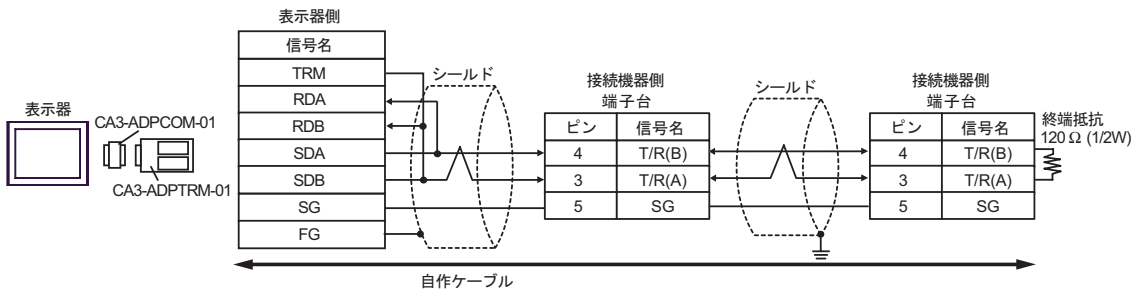 表示器
CA3-ADPCOM-01
CA3-ADPTRM-01
表示器側
信号名
TRM
RDA
RDB
SDA
SDB
SG
FG
シールド
接続機器側
端子台
ピン 信号名
4 T/R(B)
3 T/R(A)
5 SG
シールド
接続機器側
端子台
ピン 信号名
4 T/R(B)
3 T/R(A)
5 SG
終端抵抗
120 Ω (1/2W)
自作ケーブル